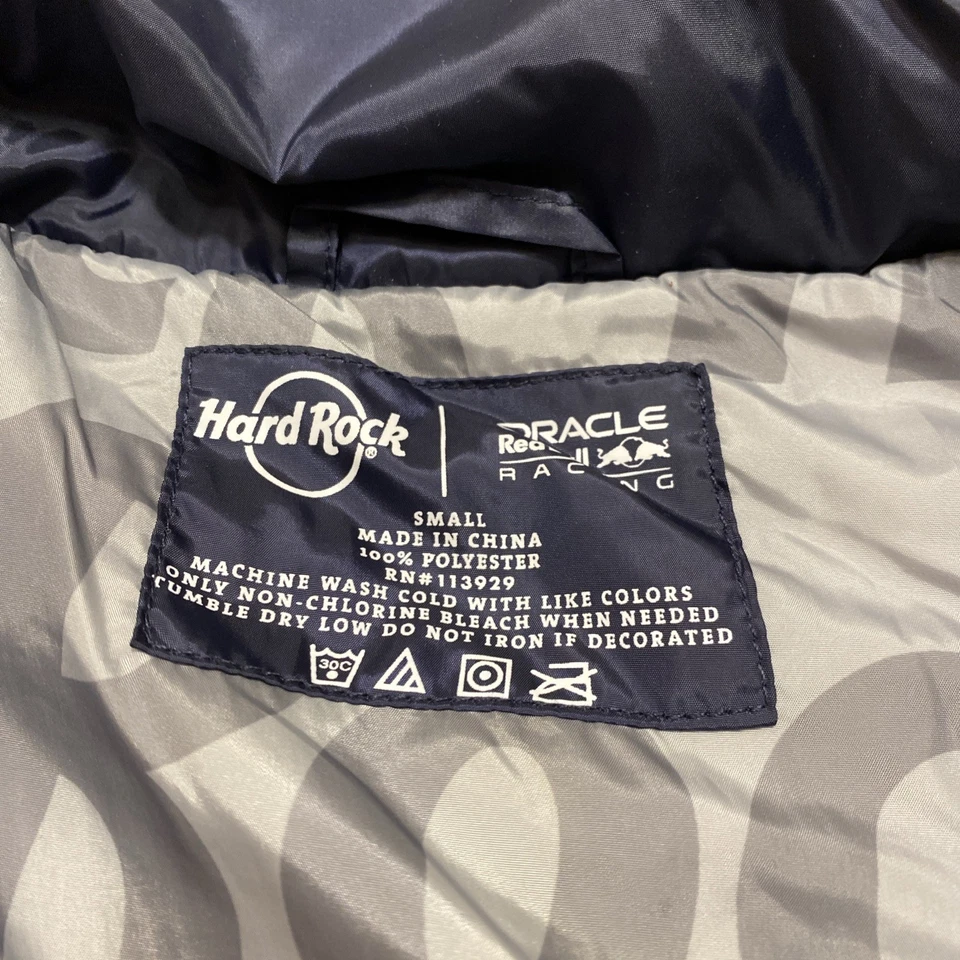 Hard Rock®
ORACLE
Red Bull
RACING
SMALL
MADE IN CHINA
100% POLYESTER
RN#113929
MACHINE WASH COLD WITH LIKE COLORS
ONLY NON-CHLORINE BLEACH WHEN NEEDED
TUMBLE DRY LOW DO NOT IRON IF DECORATED
30C